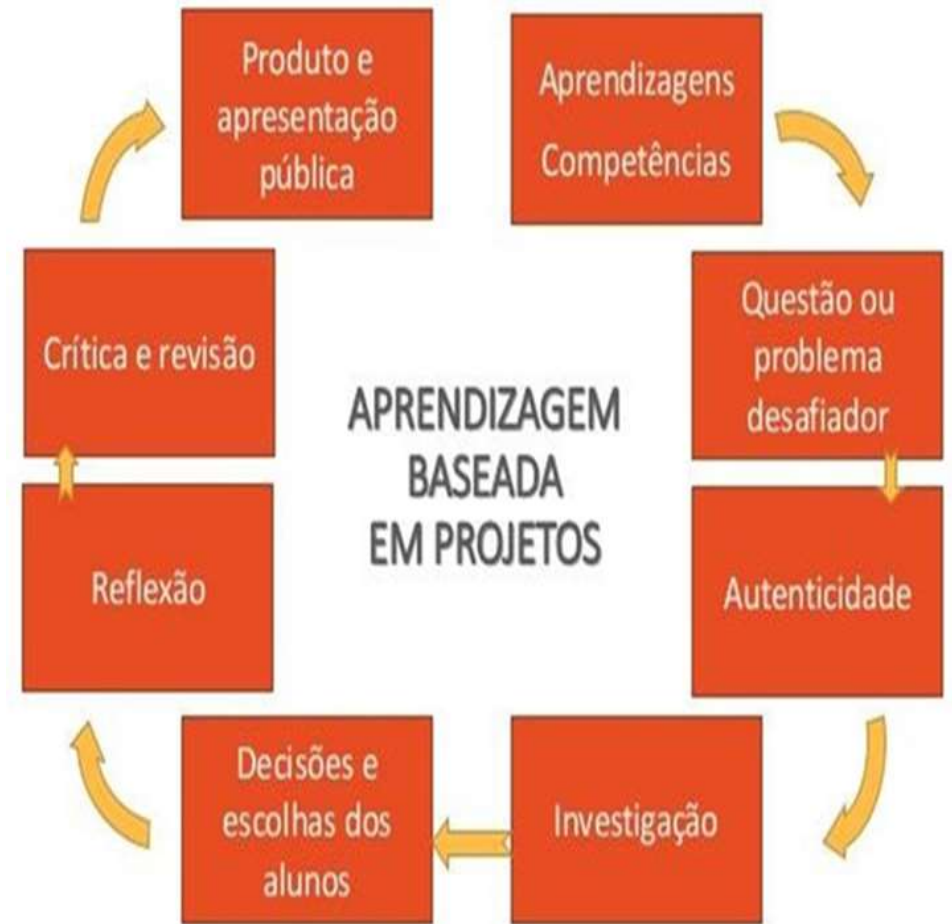 Produto e
apresentação
pública
Aprendizagens
Competências
Questão ou
problema
desafiador
Autenticidade
Investigação
Decisões e
escolhas dos
alunos
Reflexão
Crítica e revisão
APRENDIZAGEM
BASEADA
EM PROJETOS